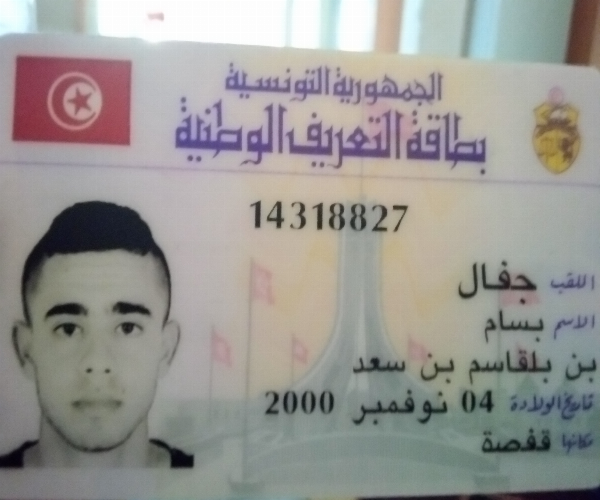 الجمهورية التونسية
بطاقة التعريف الوطنية
14318827
اللقب جفال
الاسم بسام
بن بلقاسم بن سعد
تاريخ الولادة 04 نوفمبر 2000
مكانها قفصة